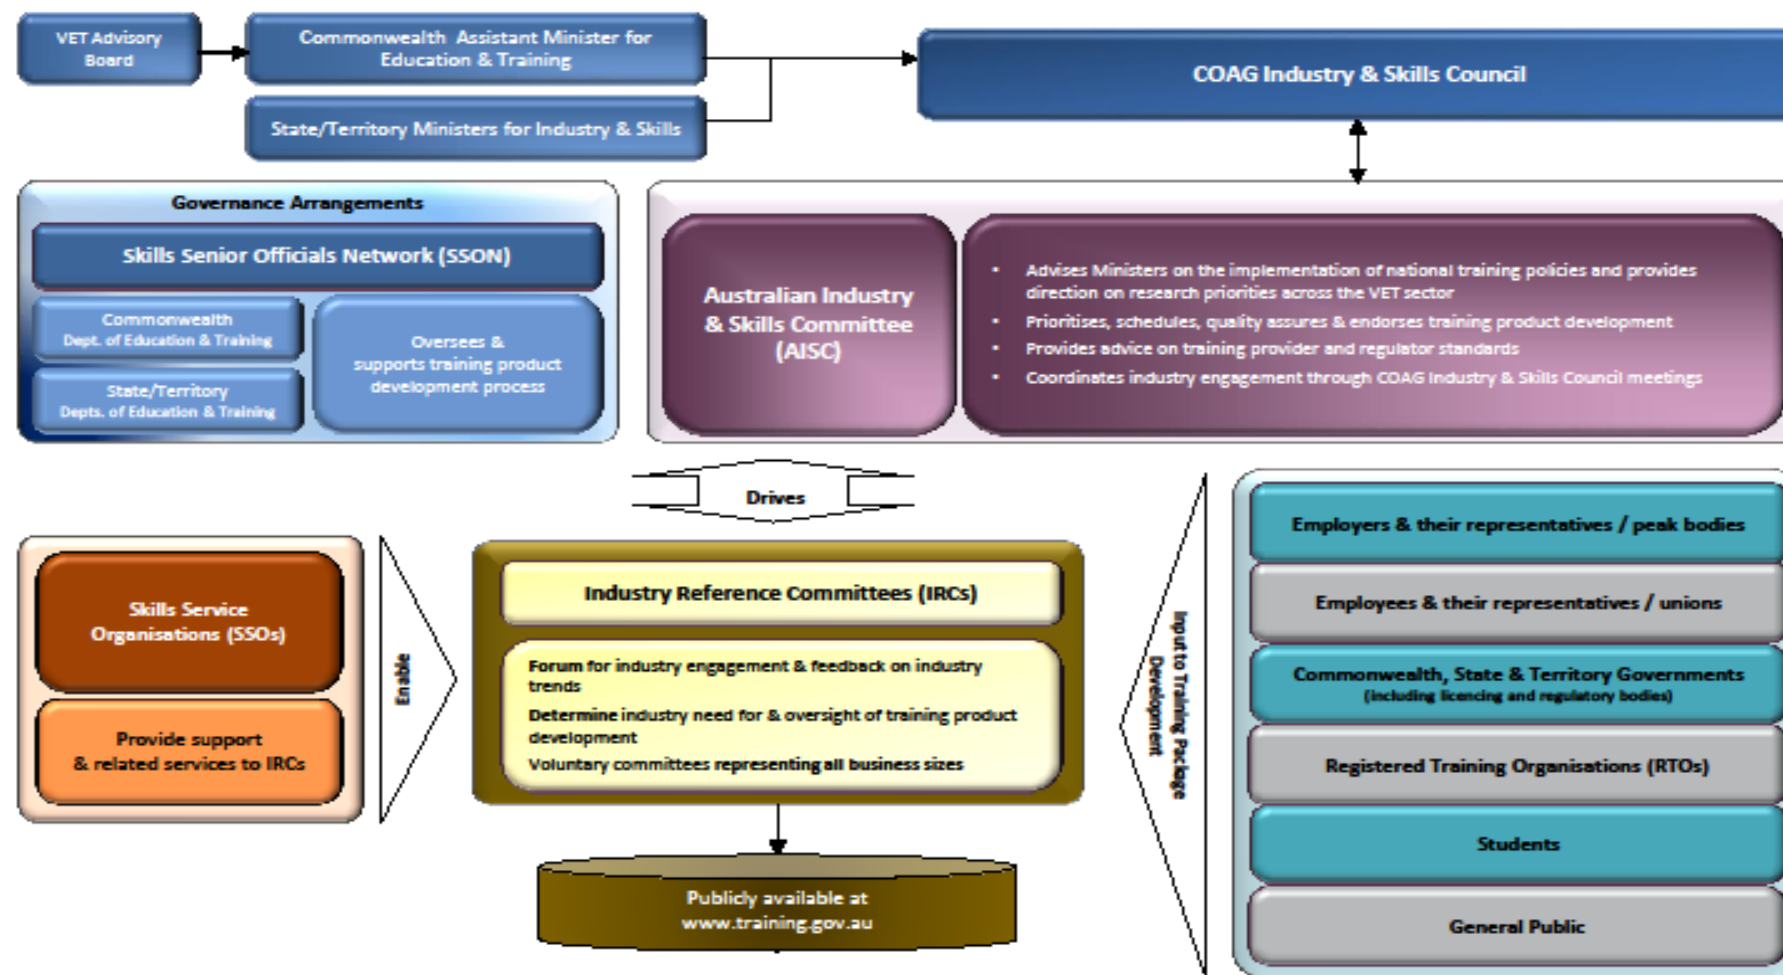 VET Advisory
Board
Commonwealth Assistant Minister for
Education & Training
State/Territory Ministers for Industry & Skills
COAG Industry & Skills Council
Governance Arrangements
Skills Senior Officials Network (SSON)
Commonwealth
Dept. of Education & Training
State/Territory
Depts. of Education & Training
Oversees &
supports training product
development process
Australian Industry
& Skills Committee
(AISC)
• Advises Ministers on the implementation of national training policies and provides
direction on research priorities across the VET sector
• Prioritises, schedules, quality assures & endorses training product development
• Provides advice on training provider and regulator standards
• Coordinates industry engagement through COAG Industry & Skills Council meetings
Drives
Skills Service
Organisations (SSOs)
Provide support
& related services to IRCs
Enable
Industry Reference Committees (IRCs)
Forum for industry engagement & feedback on industry
trends
Determine industry need for & oversight of training product
development
Voluntary committees representing all business sizes
Publicly available at
www.training.gov.au
Input to Training Package
Development
Employers & their representatives / peak bodies
Employees & their representatives / unions
Commonwealth, State & Territory Governments
(including licencing and regulatory bodies)
Registered Training Organisations (RTOs)
Students
General Public